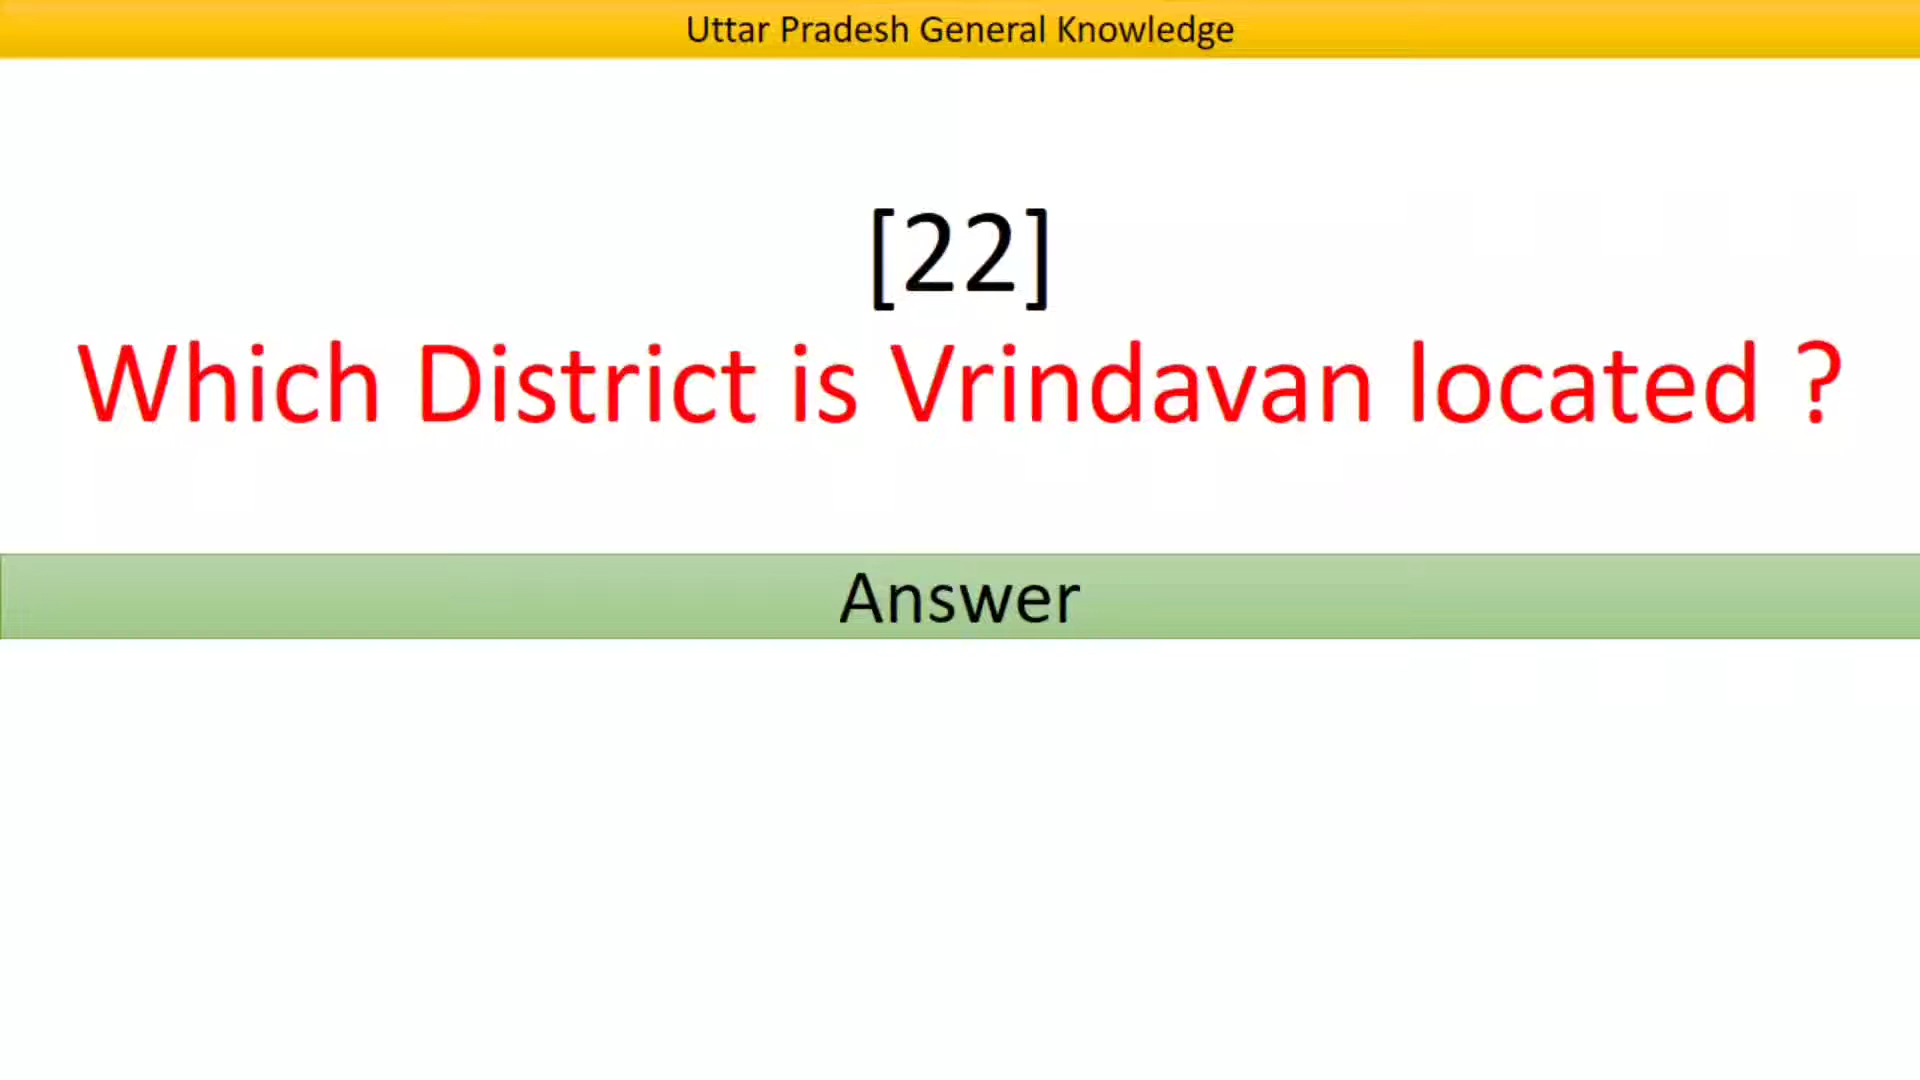 Uttar Pradesh General Knowledge
[22]
Which District is Vrindavan located ?
Answer